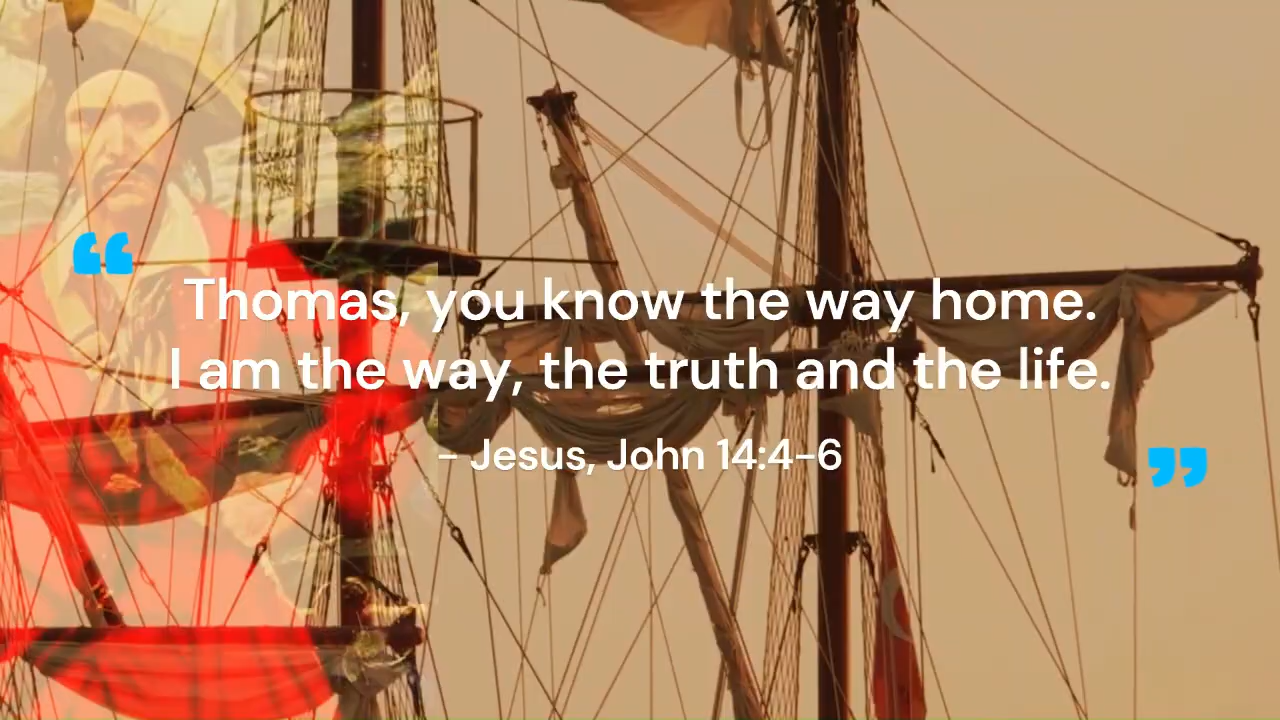 “
Thomas, you know the way home.
I am the way, the truth and the life.
- Jesus, John 14:4-6
”